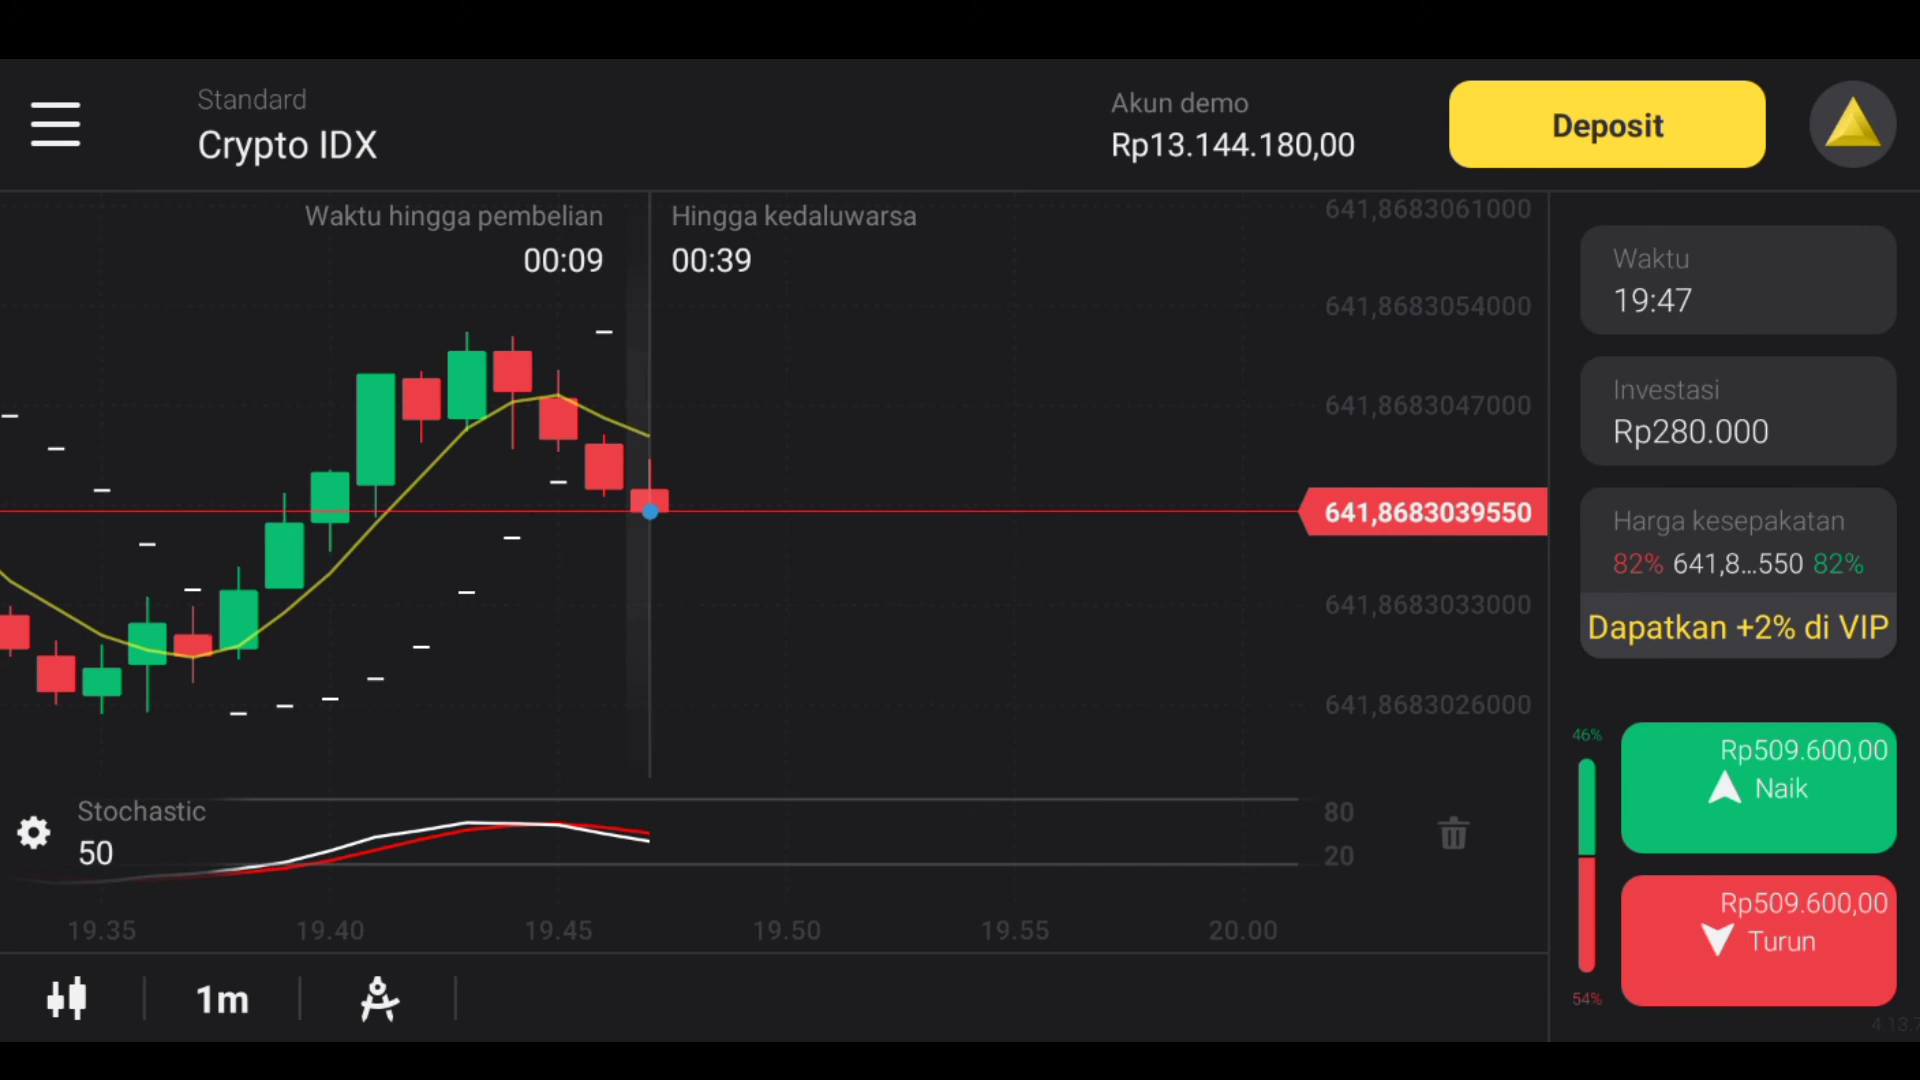 Standard
Crypto IDX
Akun demo
Rp13.144.180,00
Deposit
Waktu hingga pembelian
00:09
Hingga kedaluwarsa
00:39
641,8683061000
641,8683054000
641,8683047000
641,8683039550
641,8683033000
641,8683026000
Waktu
19:47
Investasi
Rp280.000
Harga kesepakatan
82% 641,8...550 82%
Dapatkan +2% di VIP
46%
Rp509.600,00
Naik
Rp509.600,00
Turun
54%
Stochastic
50
80
20
19.35
19.40
19.45
19.50
19.55
20.00
1m